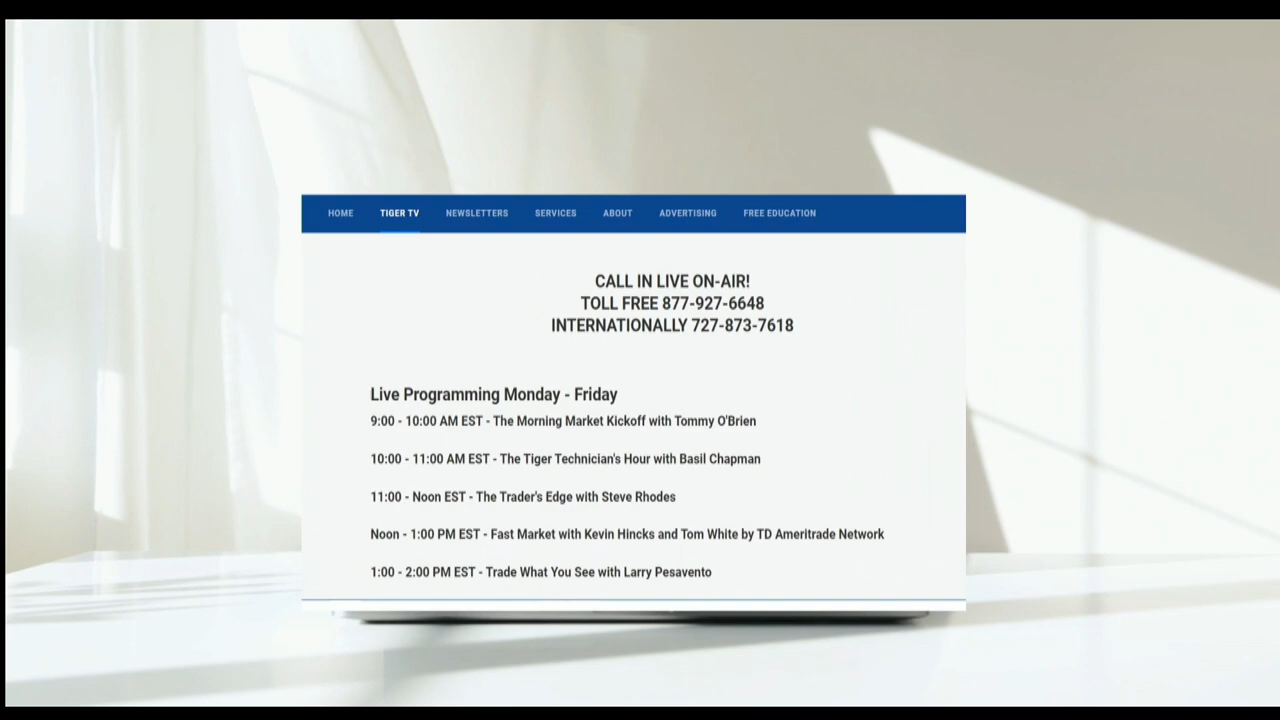 HOME TIGER TV NEWSLETTERS SERVICES ABOUT ADVERTISING FREE EDUCATION
CALL IN LIVE ON-AIR!
TOLL FREE 877-927-6648
INTERNATIONALLY 727-873-7618
Live Programming Monday - Friday
9:00 - 10:00 AM EST - The Morning Market Kickoff with Tommy O'Brien
10:00 - 11:00 AM EST - The Tiger Technician's Hour with Basil Chapman
11:00 - Noon EST - The Trader's Edge with Steve Rhodes
Noon - 1:00 PM EST - Fast Market with Kevin Hincks and Tom White by TD Ameritrade Network
1:00 - 2:00 PM EST - Trade What You See with Larry Pesavento